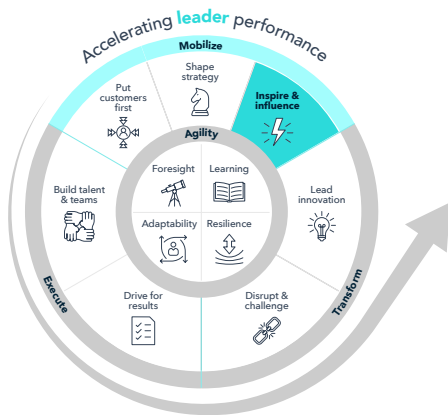 Accelerating leader performance
Mobilize
Shape
strategy
Put
customers
first
Inspire &
influence
Agility
Foresight
Learning
Build talent
& teams
Lead
innovation
Adaptability
Resilience
Execute
Transform
Drive for
results
Disrupt &
challenge